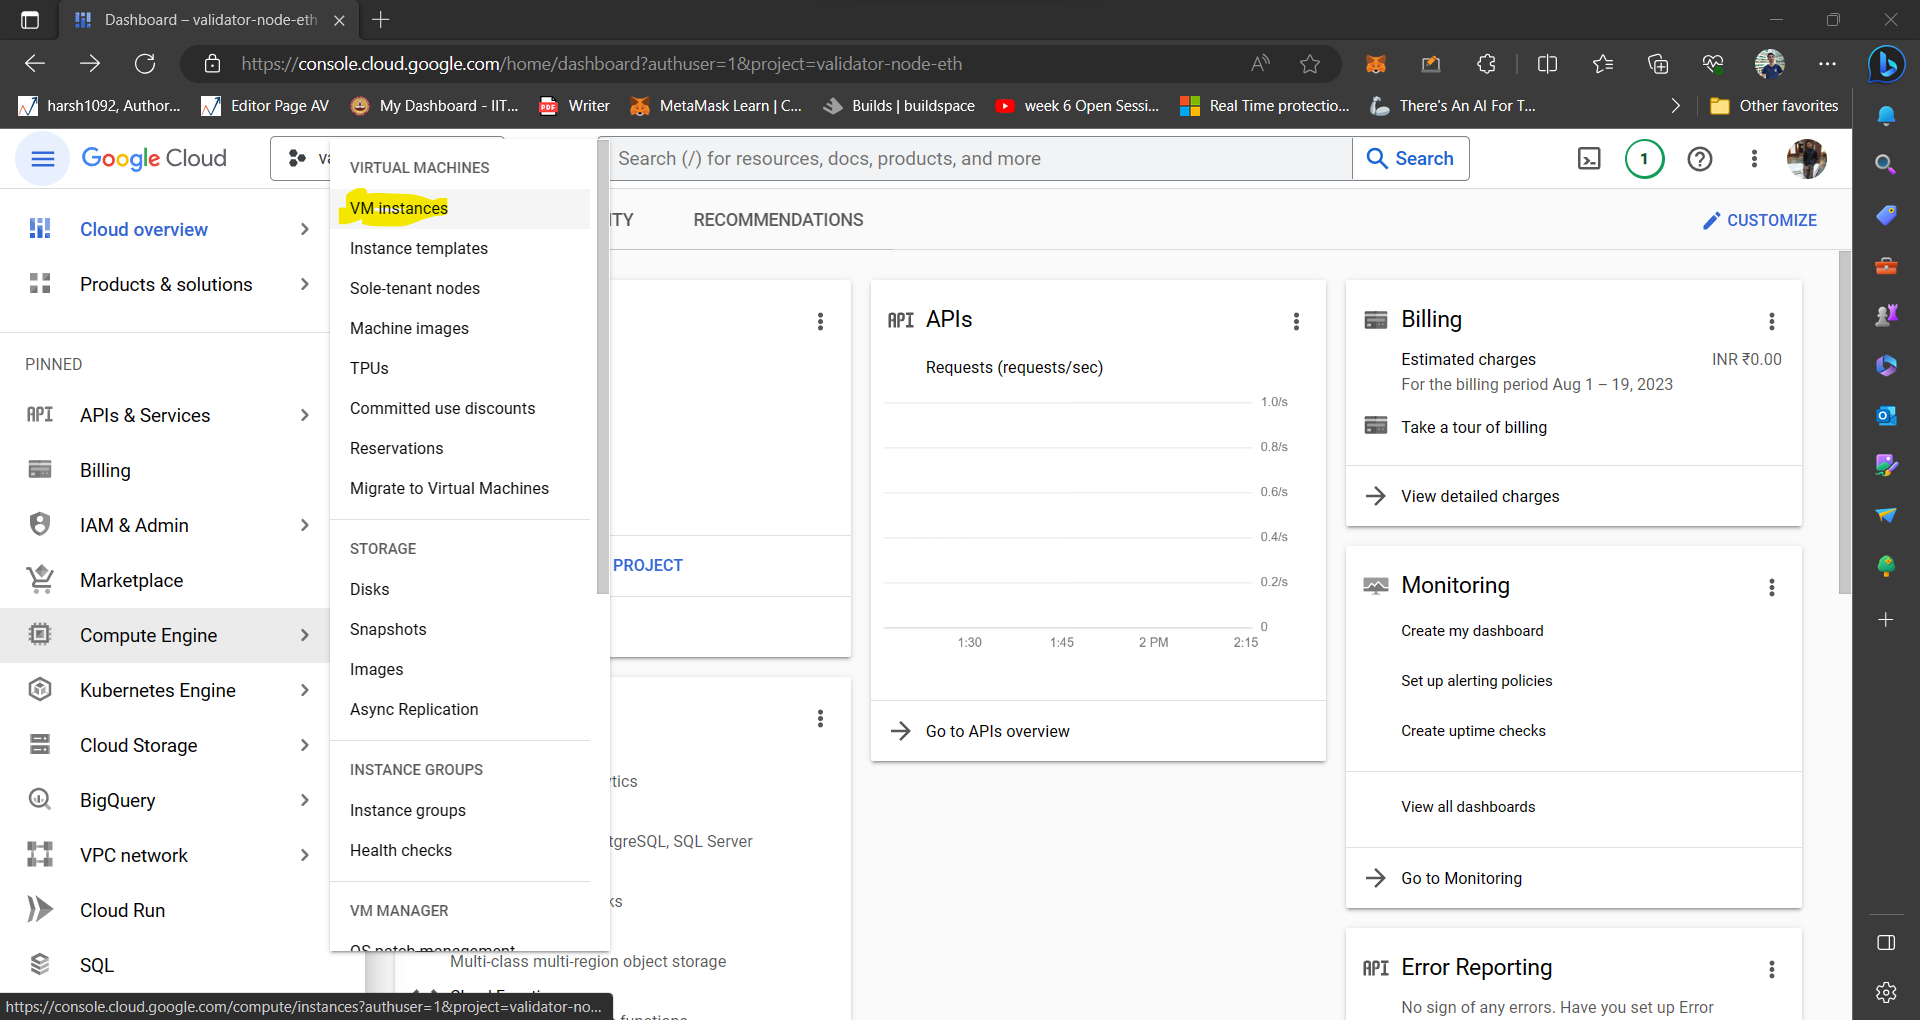 Dashboard – validator-node-eth
https://console.cloud.google.com/home/dashboard?authuser=1&project=validator-node-eth
harsh1092, Author...
Editor Page AV
My Dashboard - IIT...
Writer
MetaMask Learn | C...
Builds | buildspace
week 6 Open Sessi...
Real Time protectio...
There's An AI For T...
Other favorites
Google Cloud
Search (/) for resources, docs, products, and more
Search
1
RECOMMENDATIONS
CUSTOMIZE
Cloud overview
Products & solutions
PINNED
API APIs & Services
Billing
IAM & Admin
Marketplace
Compute Engine
Kubernetes Engine
Cloud Storage
BigQuery
VPC network
Cloud Run
SQL
VIRTUAL MACHINES
VM instances
Instance templates
Sole-tenant nodes
Machine images
TPUs
Committed use discounts
Reservations
Migrate to Virtual Machines
STORAGE
Disks
Snapshots
Images
Async Replication
INSTANCE GROUPS
Instance groups
Health checks
VM MANAGER
OS patch management
PROJECT
tgreSQL, SQL Server
Multi-class multi-region object storage
API APIs
Requests (requests/sec)
1.0/s
0.8/s
0.6/s
0.4/s
0.2/s
0
1:30 1:45 2 PM 2:15
Go to APIs overview
Billing
Estimated charges INR ₹0.00
For the billing period Aug 1 – 19, 2023
Take a tour of billing
View detailed charges
Monitoring
Create my dashboard
Set up alerting policies
Create uptime checks
View all dashboards
Go to Monitoring
API Error Reporting
No sign of any errors. Have you set up Error
https://console.cloud.google.com/compute/instances?authuser=1&project=validator-no...